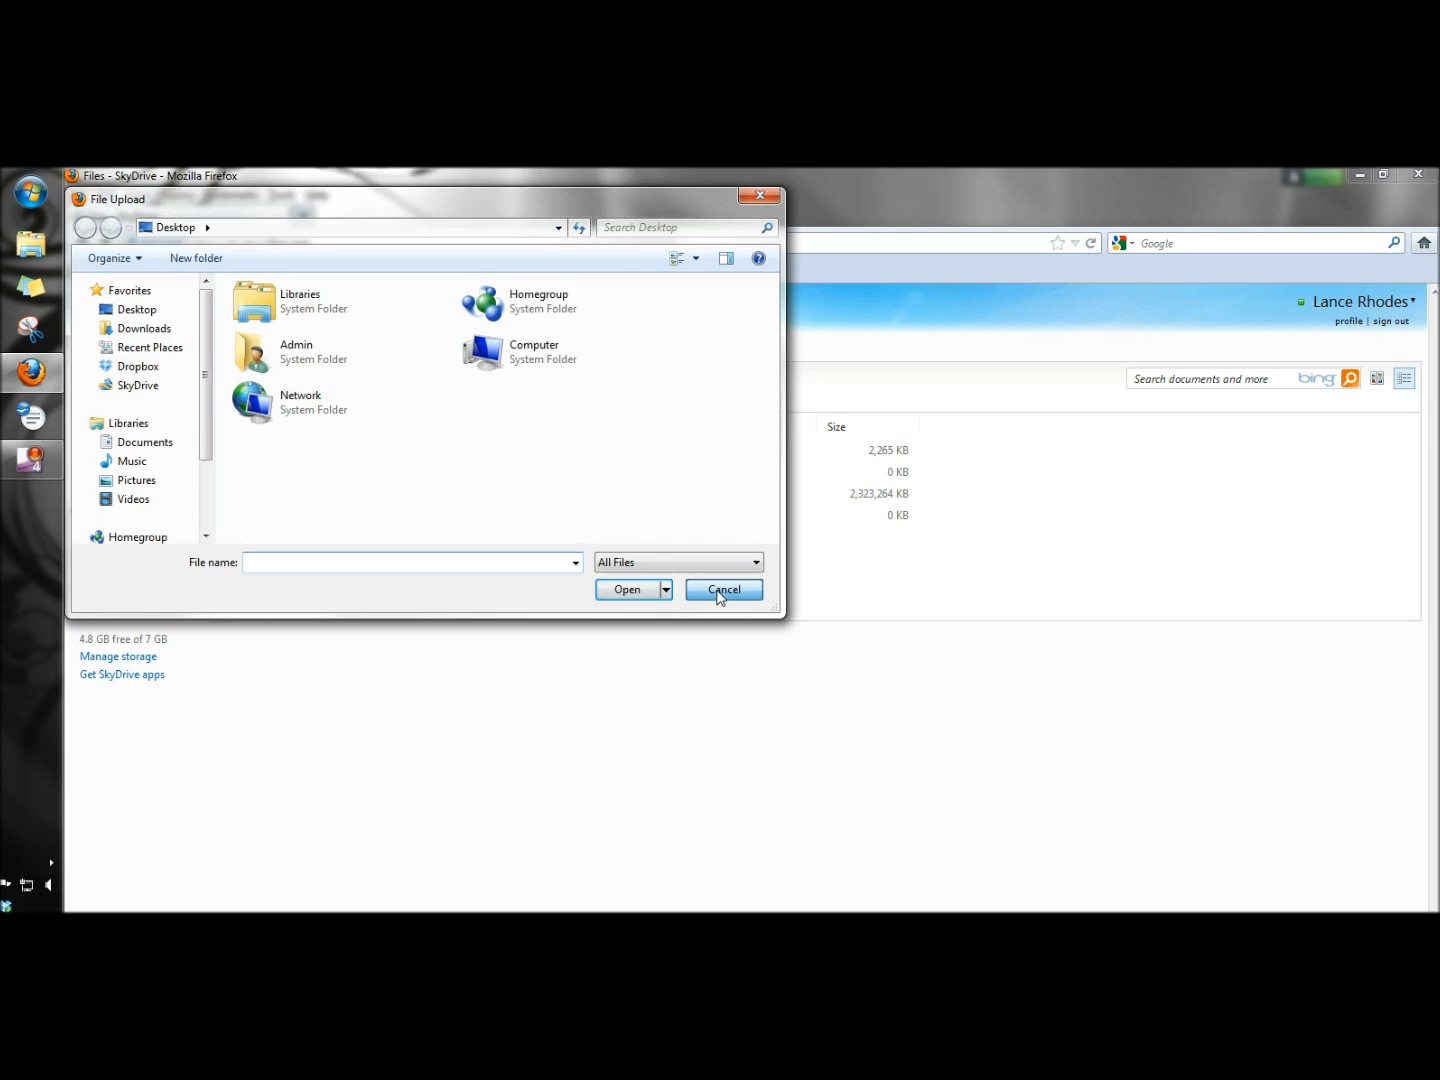 Files - SkyDrive - Mozilla Firefox
File Upload
Desktop
Search Desktop
Google
Organize
New folder
Favorites
Desktop
Downloads
Recent Places
Dropbox
SkyDrive
Libraries
Documents
Music
Pictures
Videos
Homegroup
Libraries
System Folder
Homegroup
System Folder
Admin
System Folder
Computer
System Folder
Network
System Folder
File name:
All Files
Open
Cancel
Lance Rhodes
profile | sign out
Search documents and more
bing
Size
2,265 KB
0 KB
2,323,264 KB
0 KB
4.8 GB free of 7 GB
Manage storage
Get SkyDrive apps
4